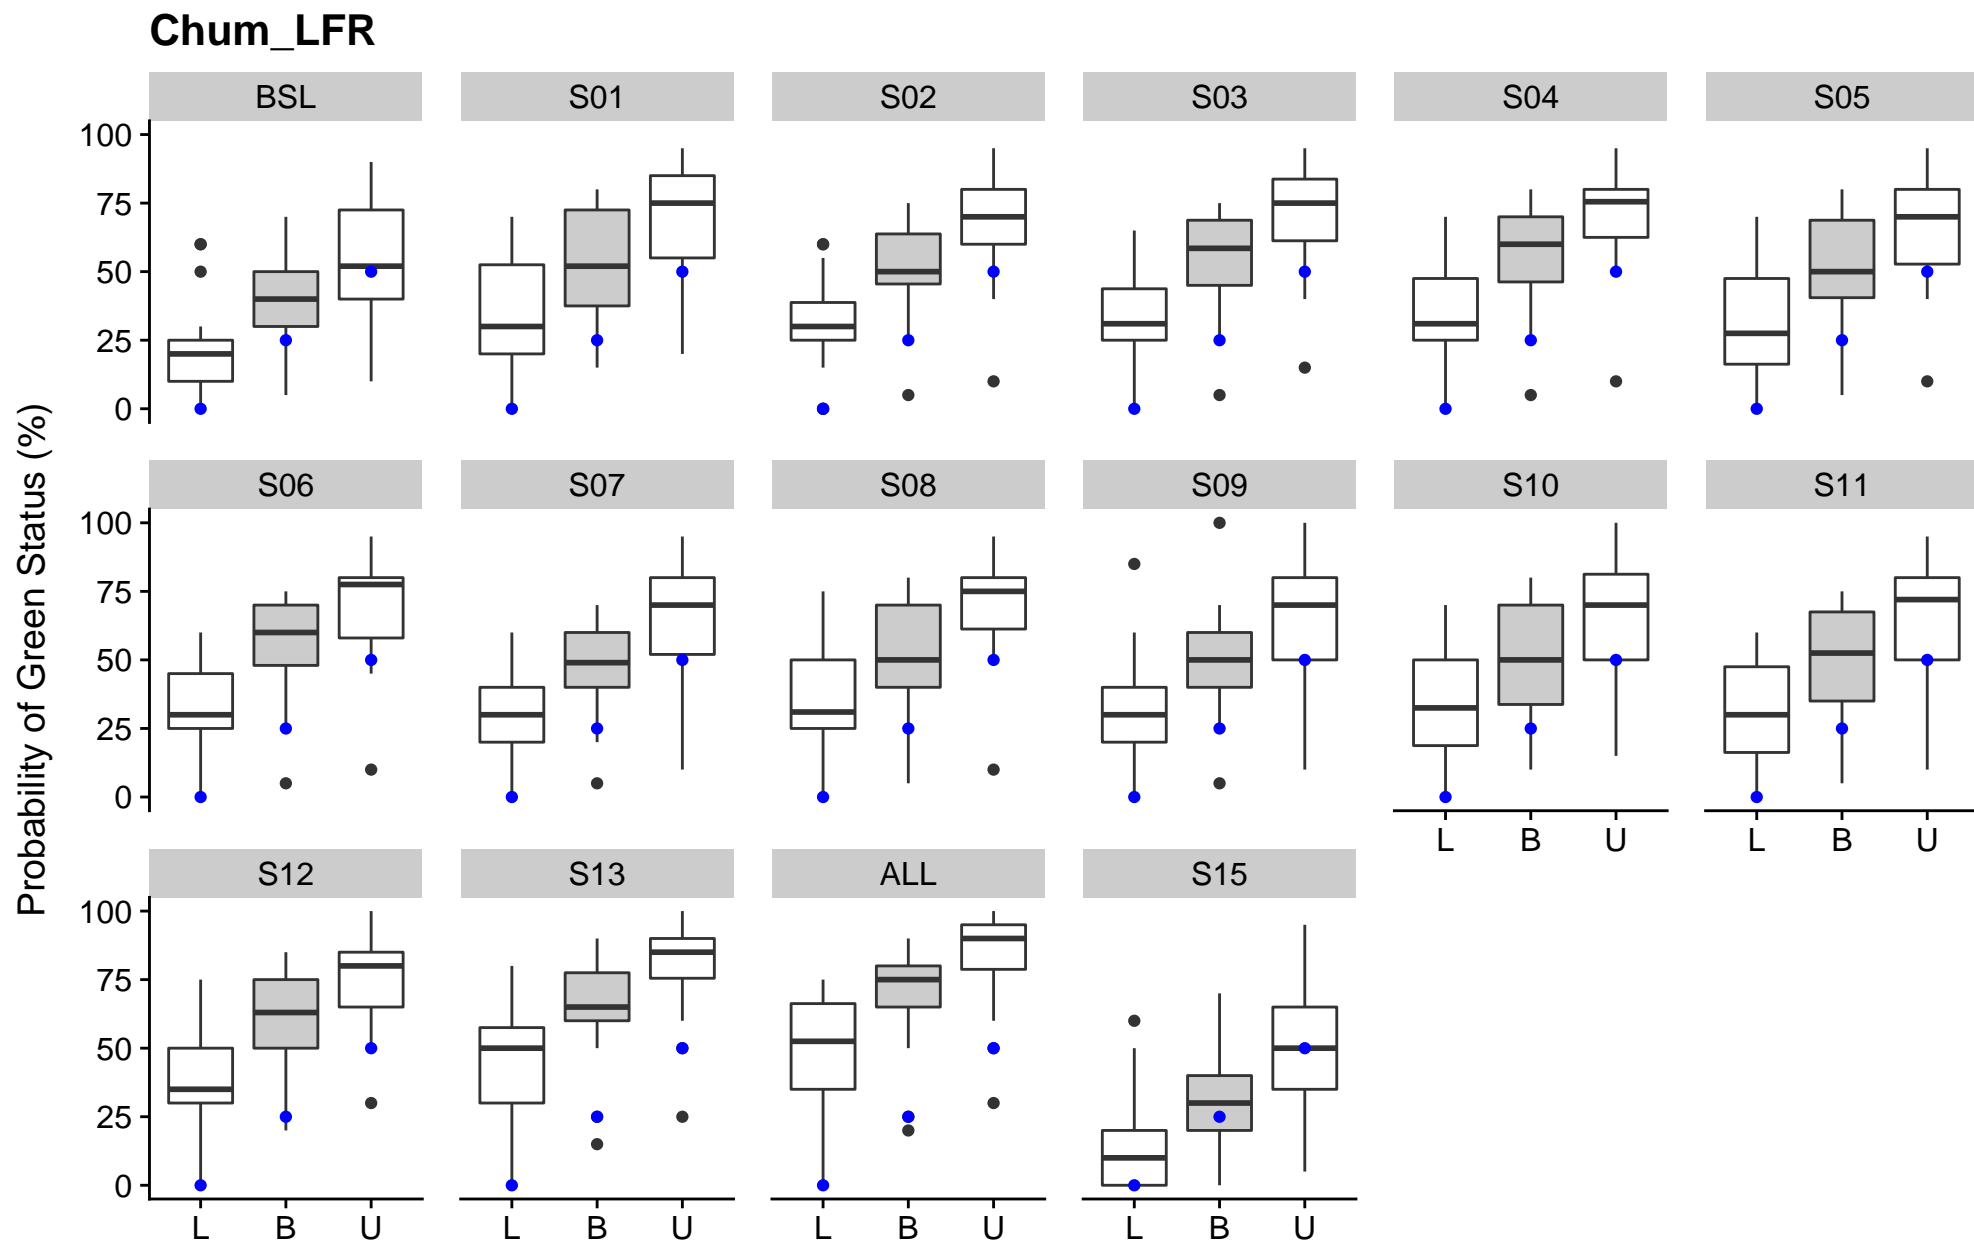 Chum_LFR
BSL S01 S02 S03 S04 S05
100
75
50
25
0
S06 S07 S08 S09 S10 S11
100
75
50
25
0
L B U L B U
S12 S13 ALL S15
100
75
50
25
0
L B U L B U L B U L B U
Probability of Green Status (%)